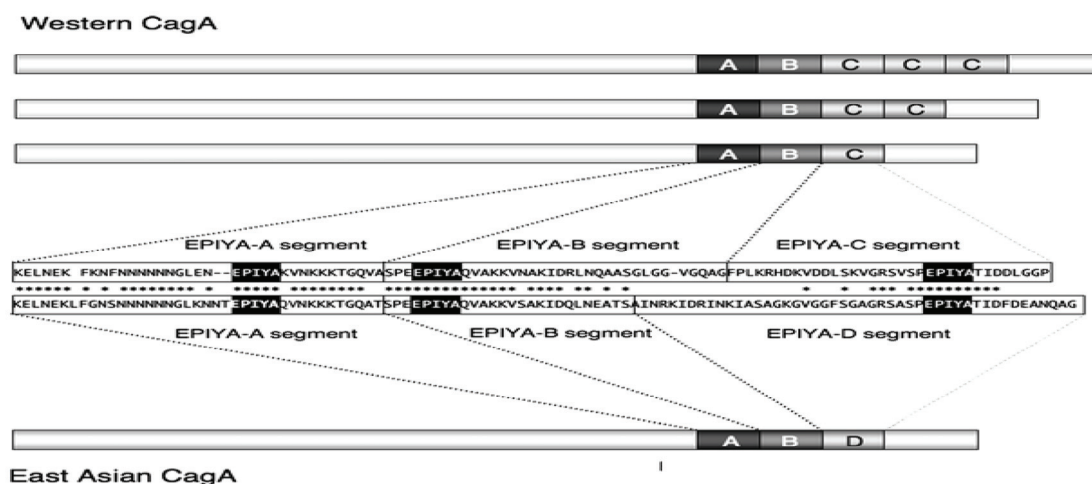 Western CagA
A B C C C
A B C C
A B C
EPIYA-A segment EPIYA-B segment EPIYA-C segment
KELNEK FKNFNNNNNNGLEN--EPIYAKVNKKKTGQVASPEEPIYAQVAKKVNAKIDRLNQAASGLGG-VGQAGFPLKRHDKVDDLSKVGRSVSPEPIYATIDDLGGP
KELNEKLFGNSNNNNNNGLKNNTEPIYAQVNKKKTGQATSPEEPIYAQVAKKVSAKIDQLNEATSAINRKIDRINKIASAGKGVGGFSGAGRSASPEPIYATIDFDEANQAG
EPIYA-A segment EPIYA-B segment EPIYA-D segment
A B D
East Asian CagA